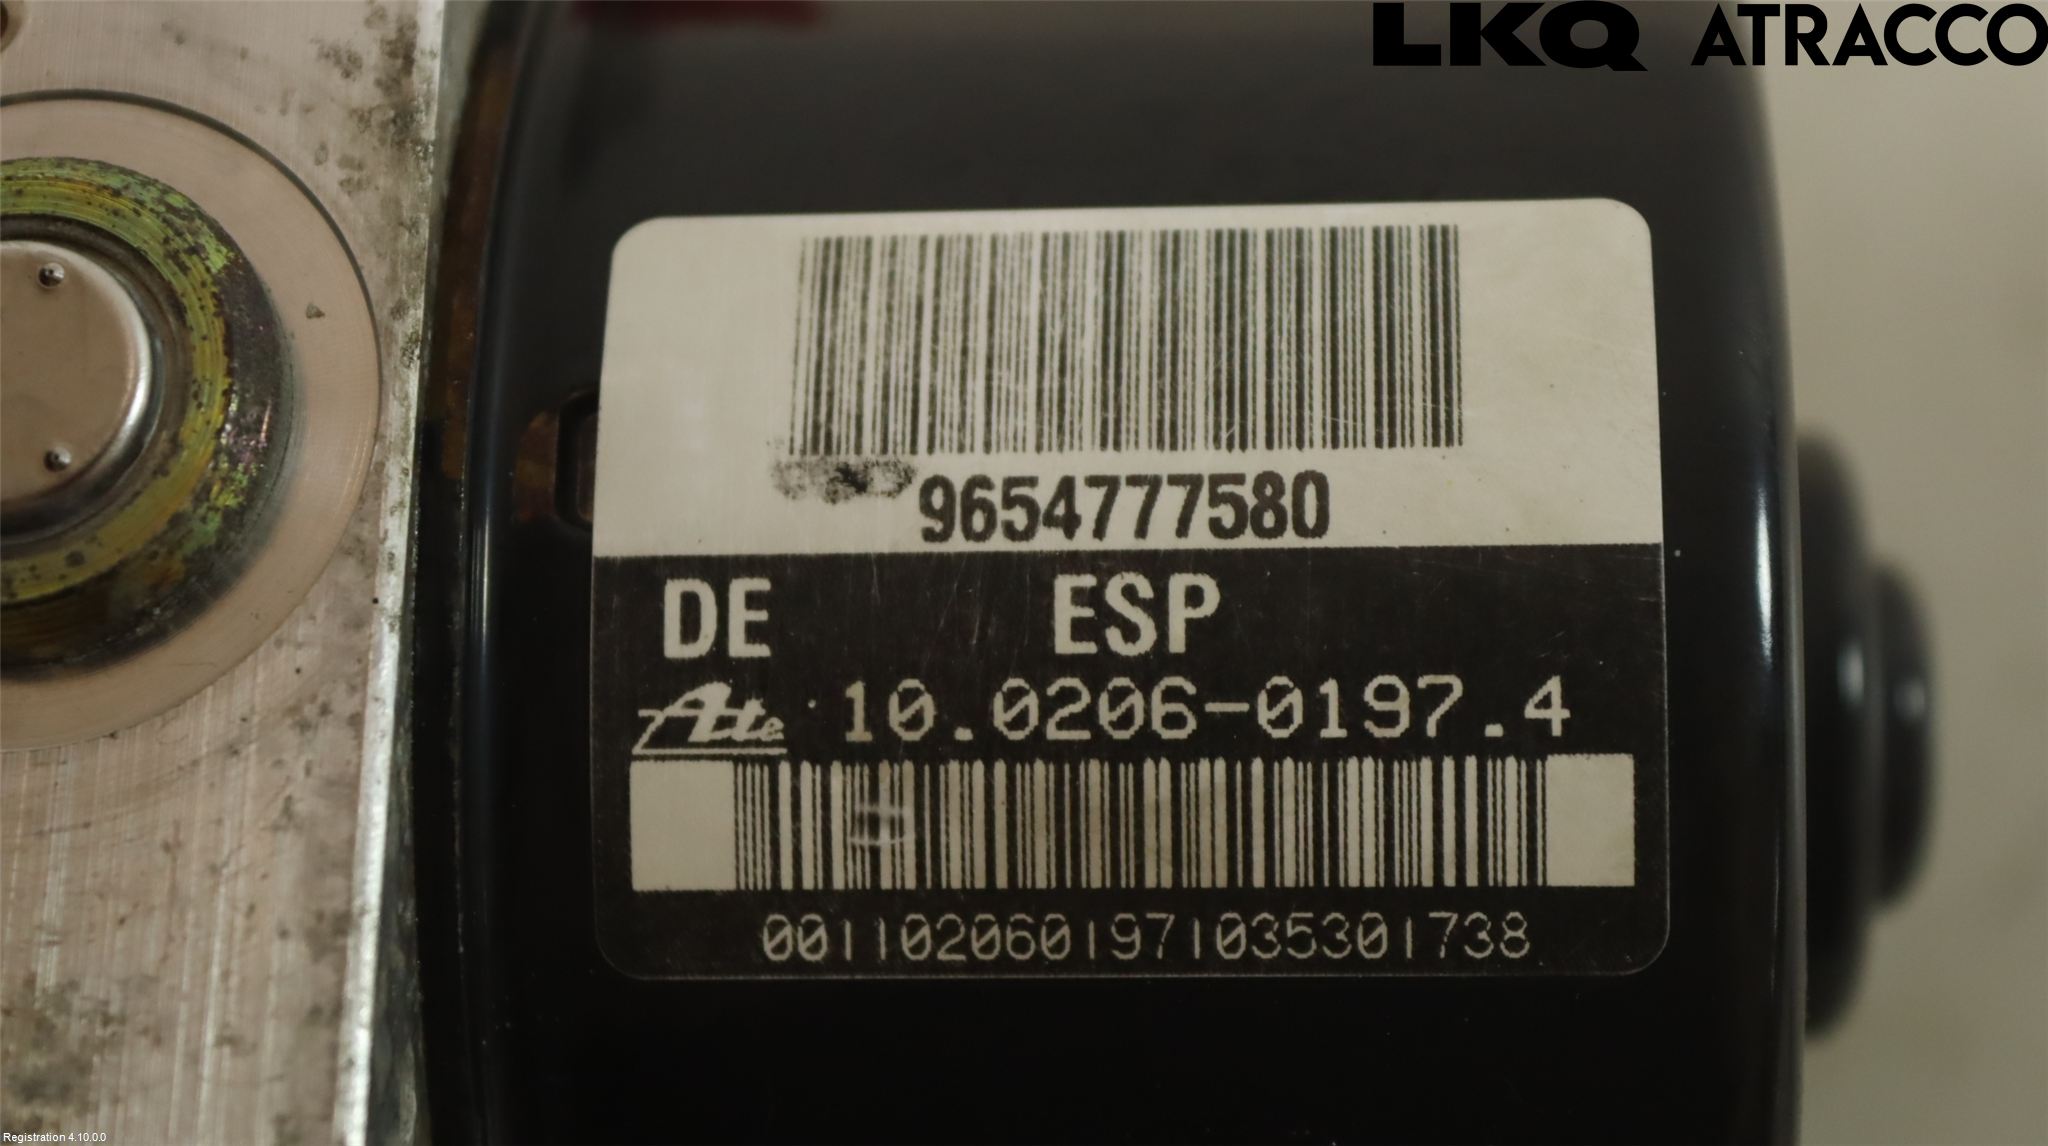 LKQ ATRACCO
9654777580
DE ESP
Ate 10.0206-0197.4
0011020601971035301738
Registration 4.10.0.0